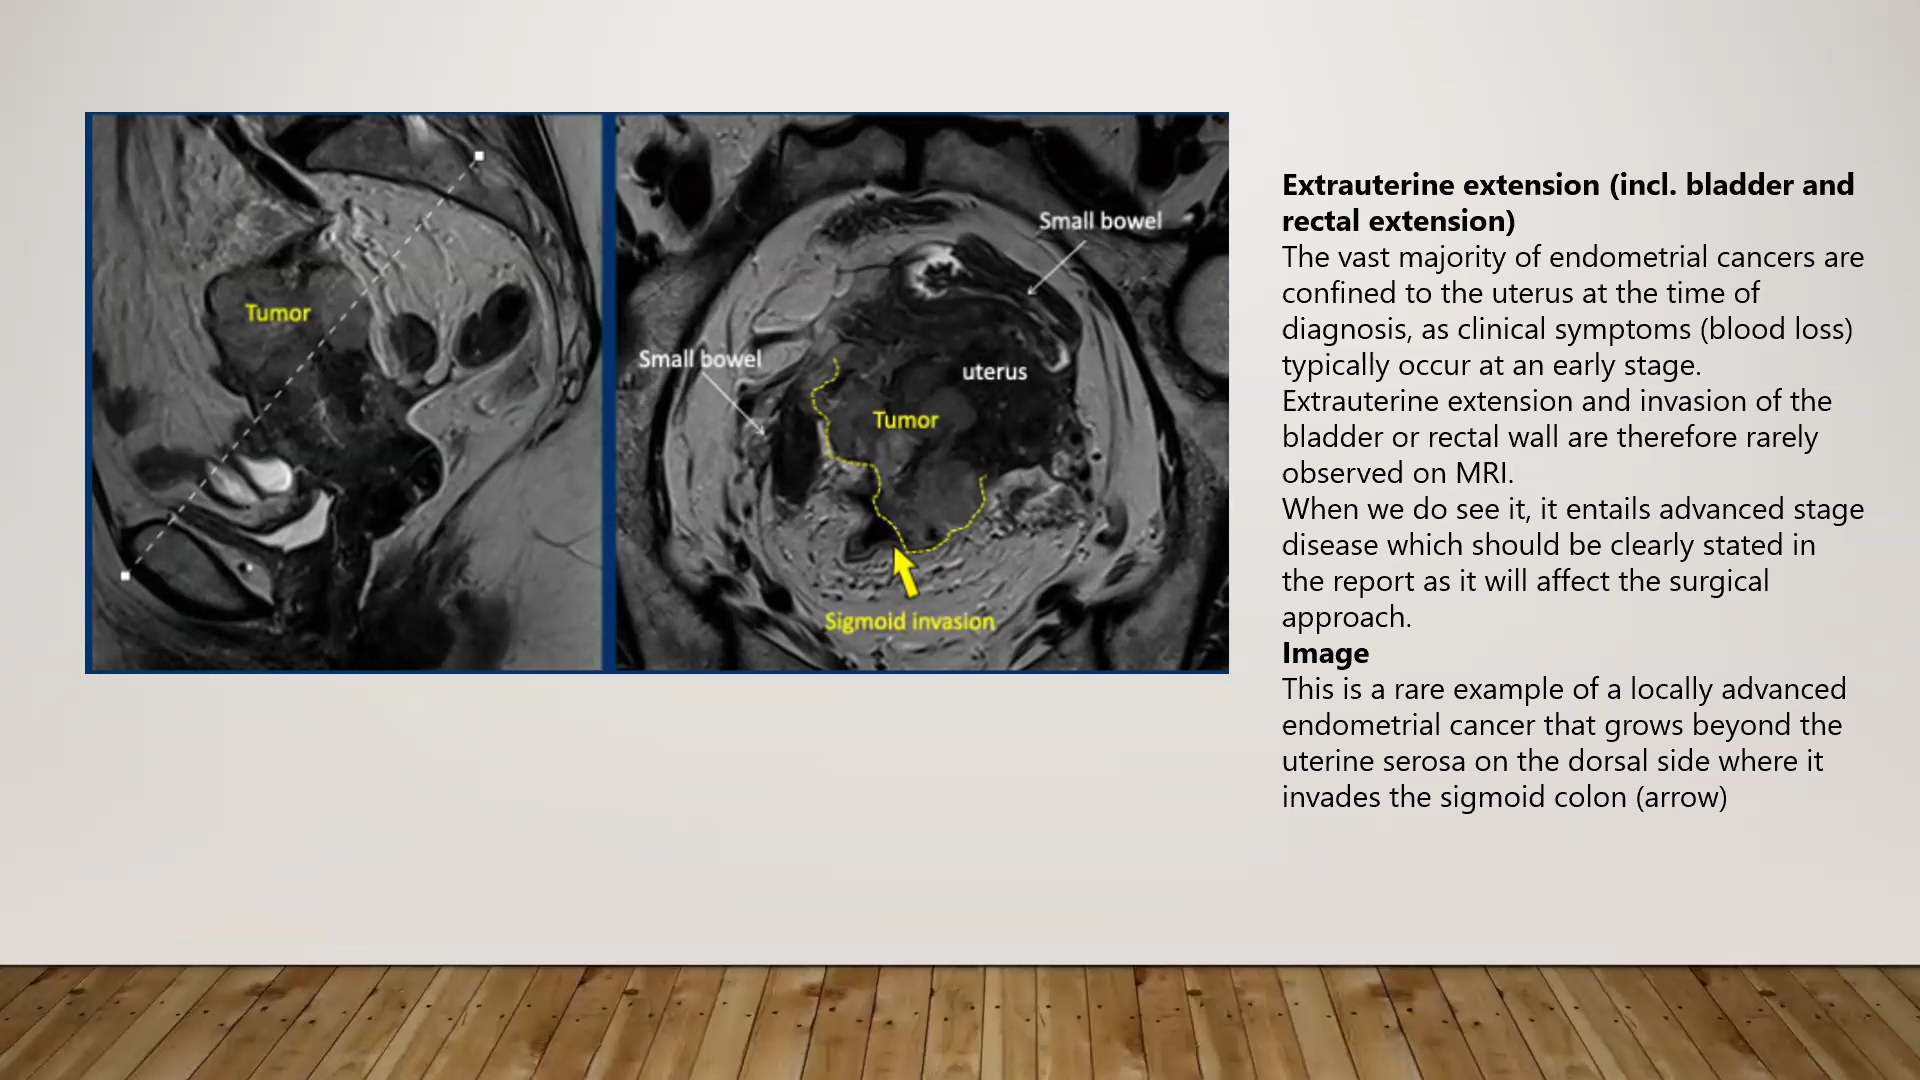 Tumor
Small bowel
Small bowel
uterus
Tumor
Sigmoid invasion
Extrauterine extension (incl. bladder and
rectal extension)
The vast majority of endometrial cancers are
confined to the uterus at the time of
diagnosis, as clinical symptoms (blood loss)
typically occur at an early stage.
Extrauterine extension and invasion of the
bladder or rectal wall are therefore rarely
observed on MRI.
When we do see it, it entails advanced stage
disease which should be clearly stated in
the report as it will affect the surgical
approach.
Image
This is a rare example of a locally advanced
endometrial cancer that grows beyond the
uterine serosa on the dorsal side where it
invades the sigmoid colon (arrow)